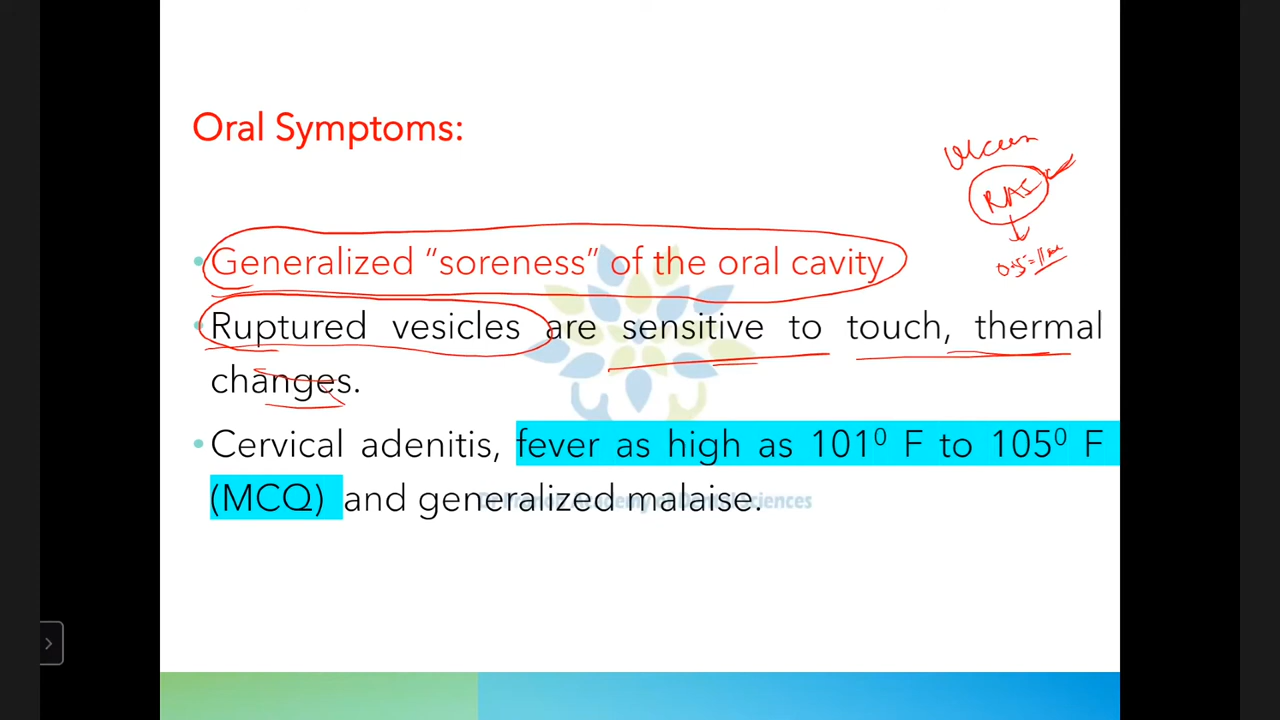 Oral Symptoms:
Ulcers
RAS
• Generalized “soreness” of the oral cavity
• Ruptured vesicles are sensitive to touch, thermal
changes.
• Cervical adenitis, fever as high as 101⁰ F to 105⁰ F
(MCQ) and generalized malaise.